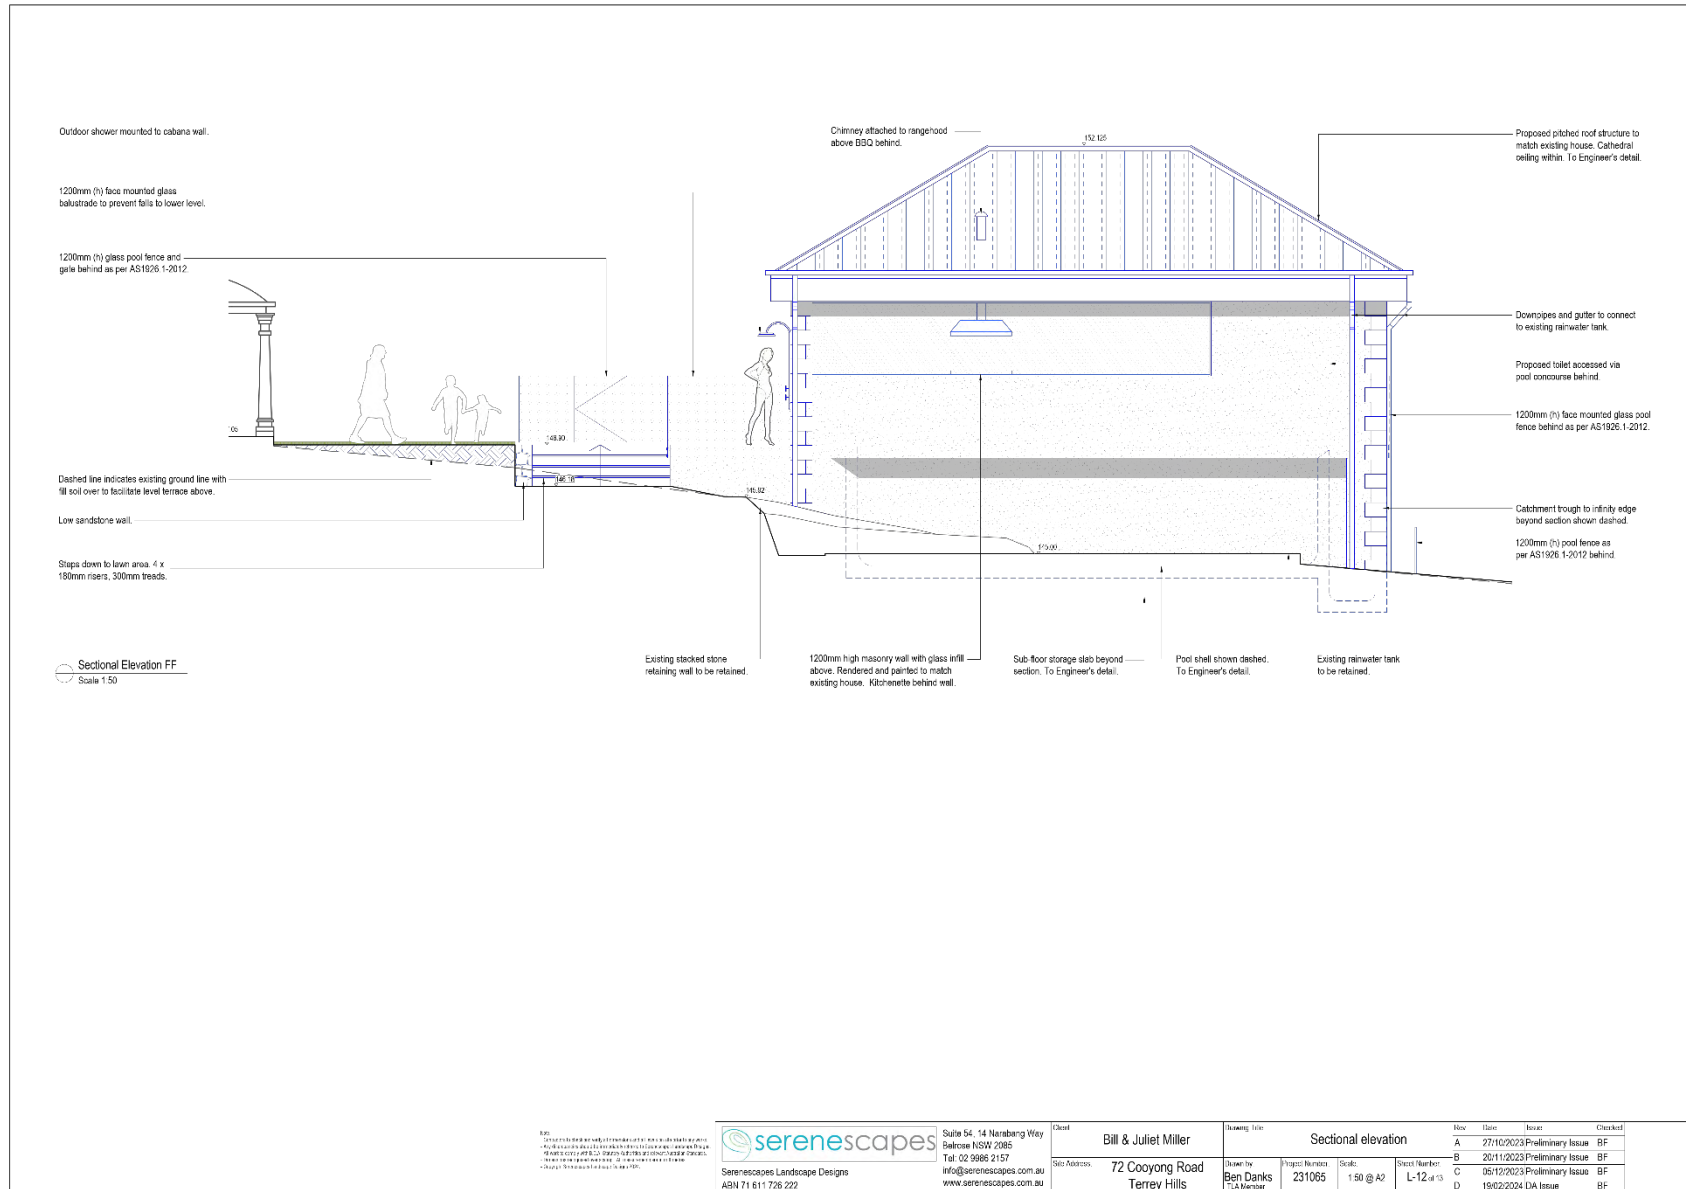 Outdoor shower mounted to cabana wall.
1200mm (h) face mounted glass
balustrade to prevent falls to lower level.
1200mm (h) glass pool fence and
gate behind as per AS1926.1-2012.
Chimney attached to rangehood
above BBQ behind.
152.125
Proposed pitched roof structure to
match existing house. Cathedral
ceiling within. To Engineer's detail.
Downpipes and gutter to connect
to existing rainwater tank.
Proposed toilet accessed via
pool concourse behind.
1200mm (h) face mounted glass pool
fence behind as per AS1926.1-2012.
Catchment trough to infinity edge
beyond section shown dashed.
1200mm (h) pool fence as
per AS1926.1-2012 behind.
146.16
145.82
145.00
Dashed line indicates existing ground line with
fill soil over to facilitate level terrace above.
Low sandstone wall.
Steps down to lawn area. 4 x
180mm risers, 300mm treads.
Existing stacked stone
retaining wall to be retained.
1200mm high masonry wall with glass infill
above. Rendered and painted to match
existing house. Kitchenette behind wall.
Sub-floor storage slab beyond
section. To Engineer's detail.
Pool shell shown dashed.
To Engineer's detail.
Existing rainwater tank
to be retained.
Sectional Elevation FF
Scale 1:50
serenescapes
Serenescapes Landscape Designs
ABN 71 611 726 222
Suite 54, 14 Narabang Way
Belrose NSW 2085
Tel: 02 9986 2157
info@serenescapes.com.au
www.serenescapes.com.au
Client
Bill & Juliet Miller
Site Address:
72 Cooyong Road
Terrey Hills
Drawing title
Sectional elevation
Drawn by
Ben Danks
TLA Member
Project Number:
231065
Scale:
1:50 @ A2
Sheet Number
L-12 of 13
Rev Date Issue Checked
A 27/10/2023 Preliminary Issue BF
B 20/11/2023 Preliminary Issue BF
C 05/12/2023 Preliminary Issue BF
D 19/02/2024 DA Issue BF